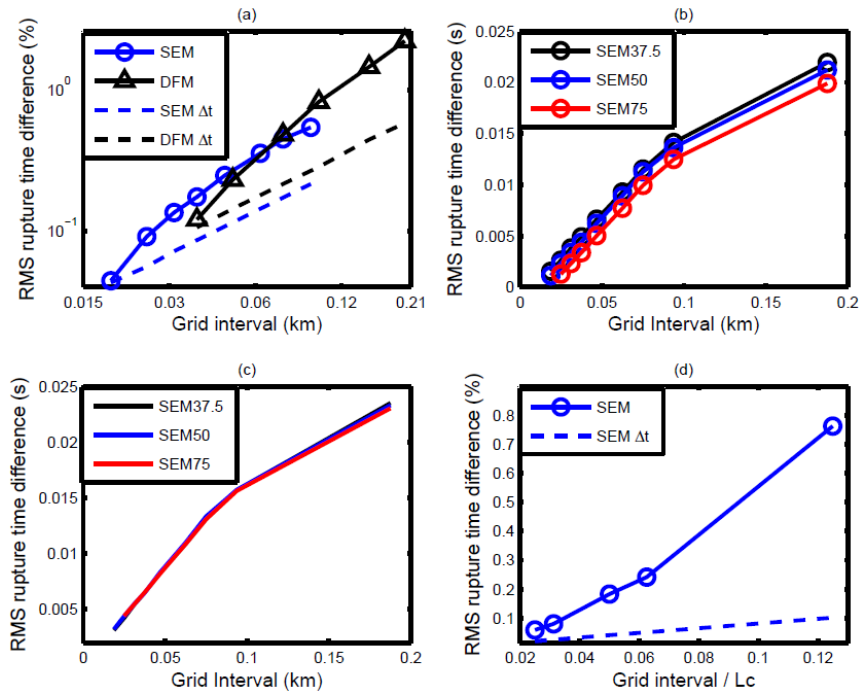 (a)
RMS rupture time difference (%)
10^0
10^-1
SEM
DFM
SEM Δt
DFM Δt
0.015 0.03 0.06 0.12 0.21
Grid interval (km)
(b)
RMS rupture time difference (s)
0.025
0.02
0.015
0.01
0.005
0
SEM37.5
SEM50
SEM75
0 0.05 0.1 0.15 0.2
Grid Interval (km)
(c)
RMS rupture time difference (s)
0.025
0.02
0.015
0.01
0.005
SEM37.5
SEM50
SEM75
0 0.05 0.1 0.15 0.2
Grid Interval (km)
(d)
RMS rupture time difference (%)
0.8
0.7
0.6
0.5
0.4
0.3
0.2
0.1
SEM
SEM Δt
0.02 0.04 0.06 0.08 0.1 0.12
Grid interval / Lc